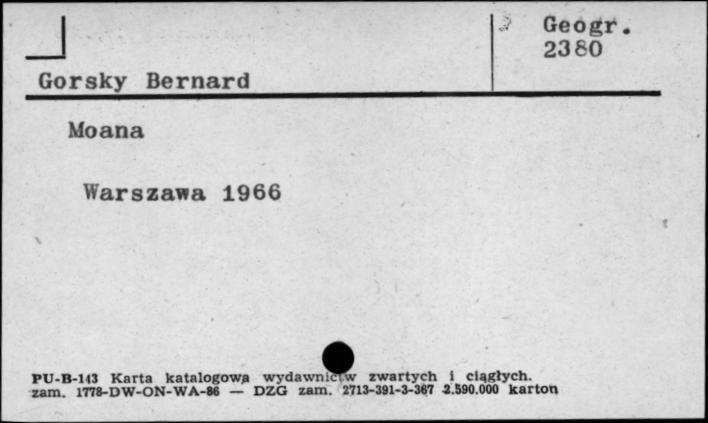 Geogr.
2380
Gorsky Bernard
Moana
Warszawa 1966
PU-B-143 Karta katalogowa wydawnictw zwartych i ciągłych.
zam. 1778-DW-ON-WA-86 — DZG zam. 2713-391-3-367 2.590.000 karton